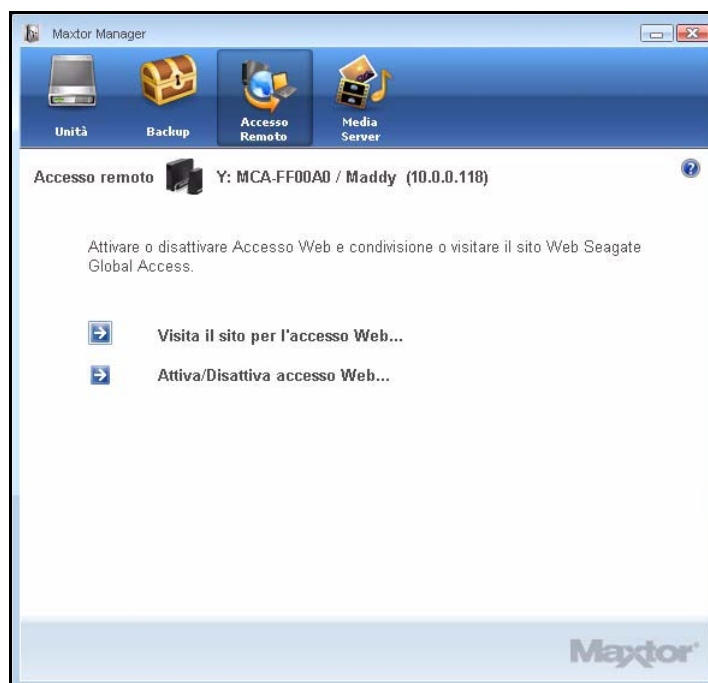 Maxtor Manager
Unità
Backup
Accesso
Remoto
Media
Server
Accesso remoto
Y: MCA-FF00A0 / Maddy (10.0.0.118)
?
Attivare o disattivare Accesso Web e condivisione o visitare il sito Web Seagate
Global Access.
Visita il sito per l'accesso Web...
Attiva/Disattiva accesso Web...
Maxtor